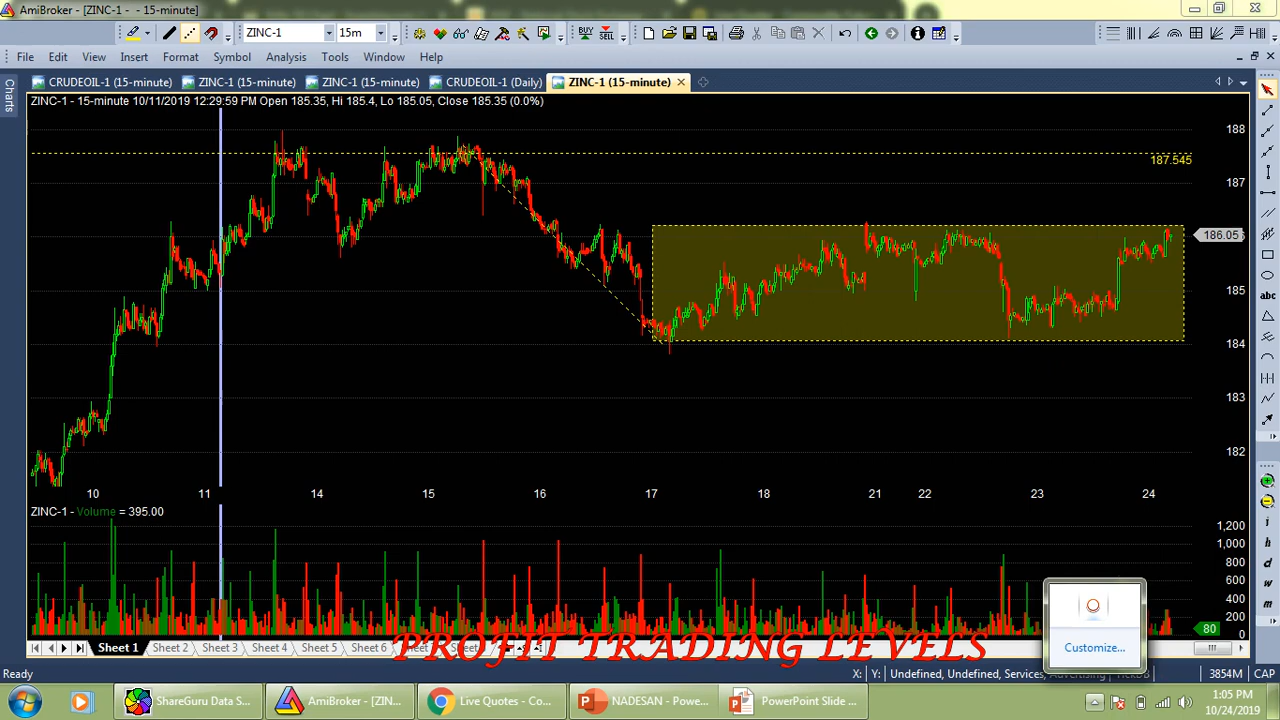 AmiBroker - [ZINC-1 - - 15-minute]
ZINC-1 15m BUY SELL
File Edit View Insert Format Symbol Analysis Tools Window Help
Charts
CRUDEOIL-1 (15-minute) ZINC-1 (15-minute) ZINC-1 (15-minute) CRUDEOIL-1 (Daily) ZINC-1 (15-minute)
ZINC-1 - 15-minute 10/11/2019 12:29:59 PM Open 185.35, Hi 185.4, Lo 185.05, Close 185.35 (0.0%)
188
187.545
187
186.05
185
184
183
182
10 11 14 15 16 17 18 21 22 23 24
ZINC-1 - Volume = 395.00
1,200
1,000
800
600
400
200
0
80
abc
i
h
d
w
m
Customize...
Sheet 1 Sheet 2 Sheet 3 Sheet 4 Sheet 5 Sheet 6
PROJIT TRADING LEVELS
Ready X: Y: Undefined, Undefined, Services, Advertising 3854M CAP
ShareGuru Data S... AmiBroker - [ZIN... Live Quotes - Co... NADESAN - Powe... PowerPoint Slide ...
1:05 PM
10/24/2019